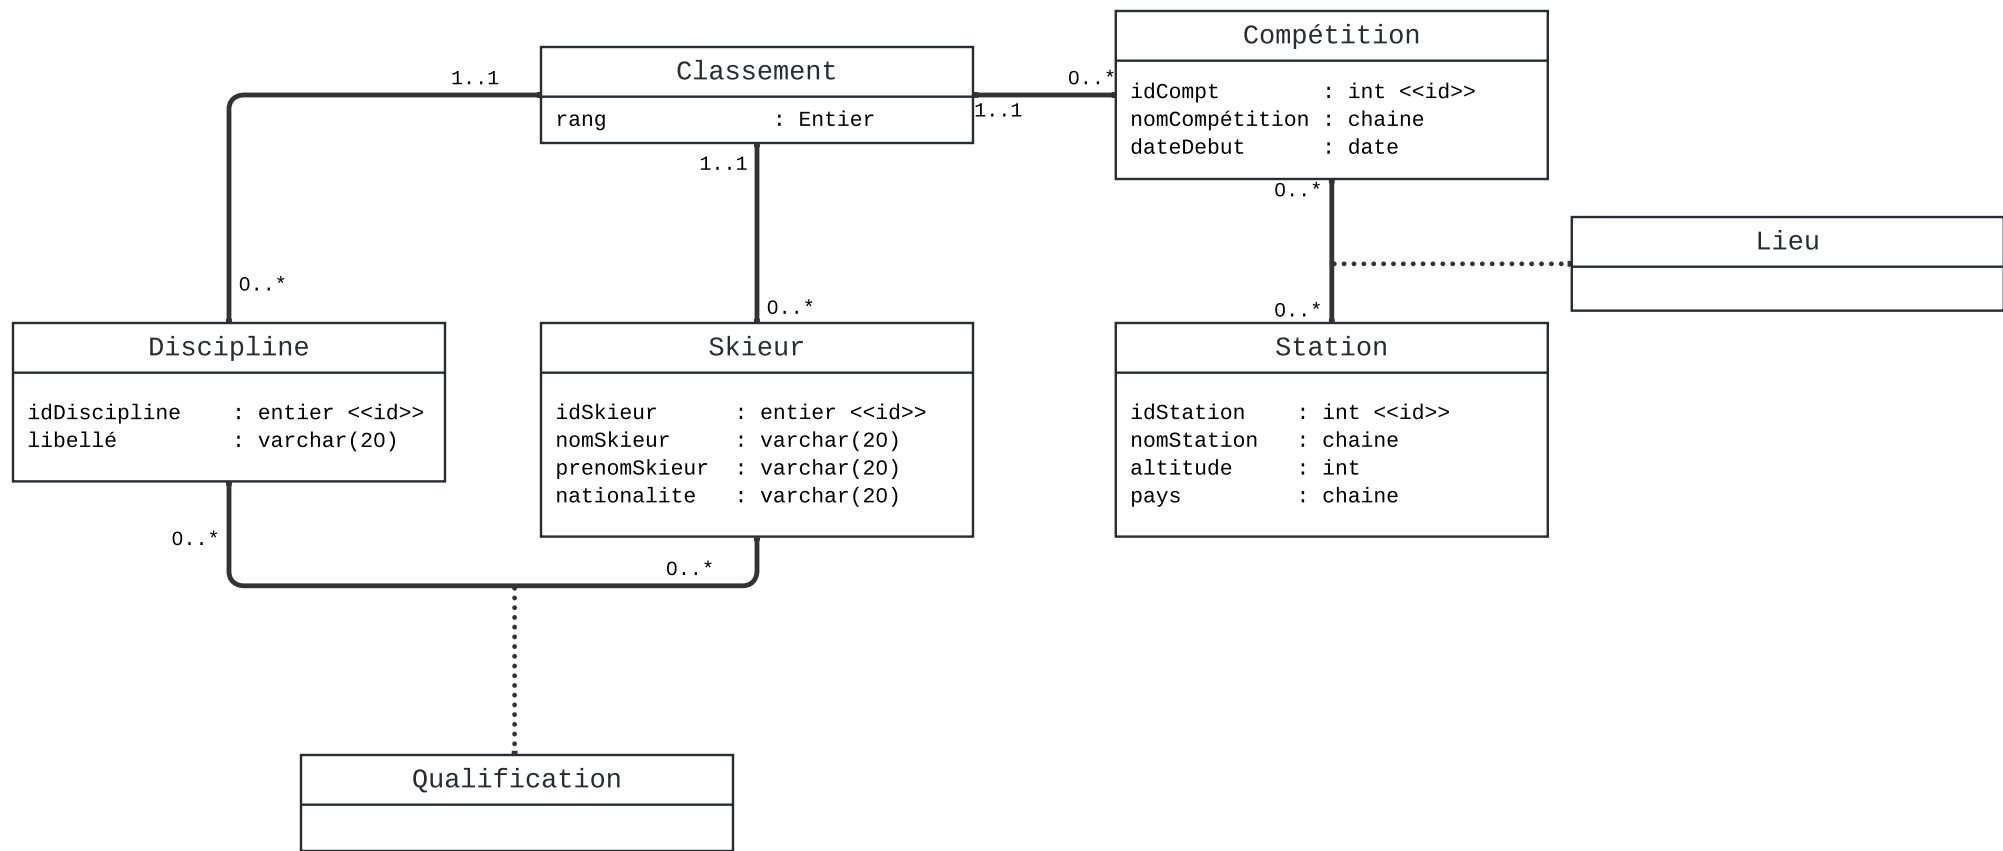 Compétition
idCompt : int <<id>>
nomCompétition : chaine
dateDebut : date
Classement
rang : Entier
1..1
0..*
1..1
1..1
0..*
0..*
0..*
0..*
Lieu
0..*
Discipline
idDiscipline : entier <<id>>
libellé : varchar(20)
Skieur
idSkieur : entier <<id>>
nomSkieur : varchar(20)
prenomSkieur : varchar(20)
nationalite : varchar(20)
Station
idStation : int <<id>>
nomStation : chaine
altitude : int
pays : chaine
0..*
Qualification